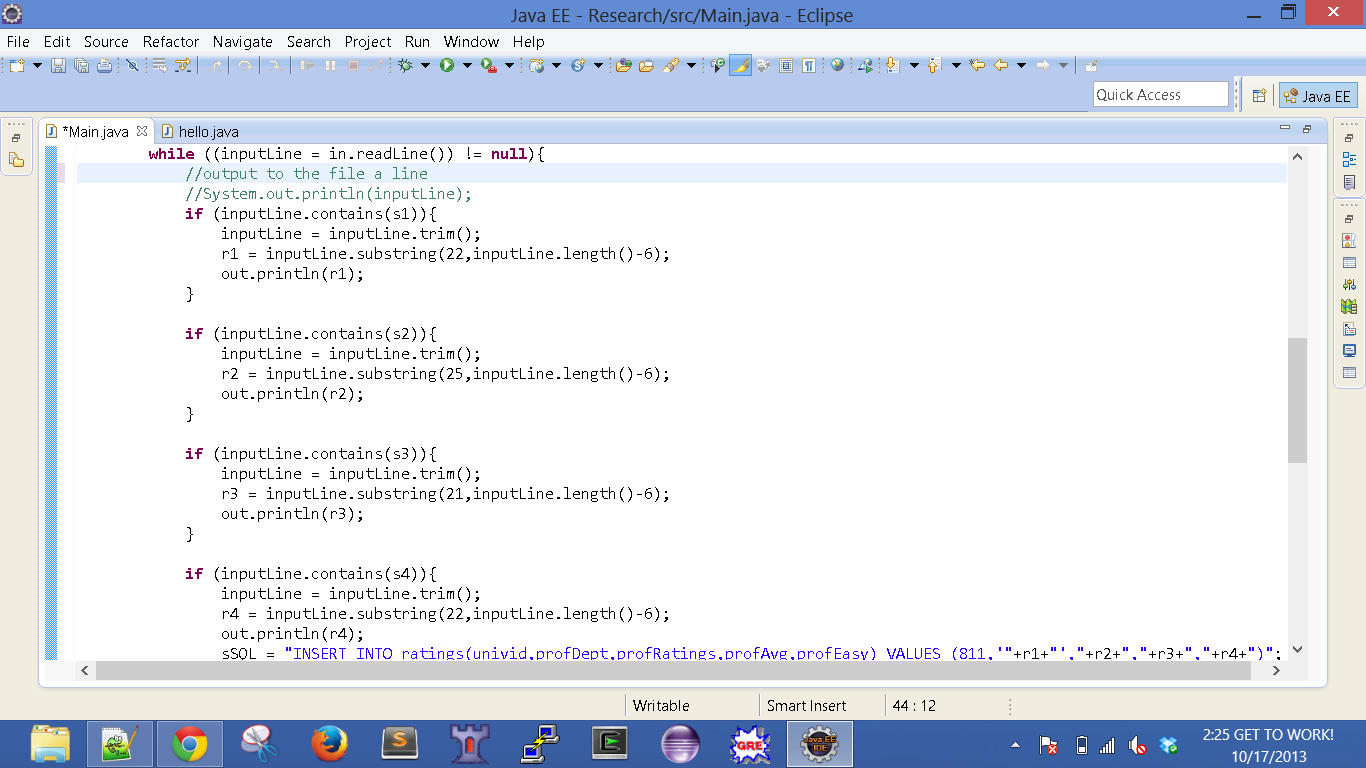 Java EE - Research/src/Main.java - Eclipse
File Edit Source Refactor Navigate Search Project Run Window Help
Quick Access
Java EE
*Main.java
hello.java
while ((inputLine = in.readLine()) != null){
//output to the file a line
//System.out.println(inputLine);
if (inputLine.contains(s1)){
inputLine = inputLine.trim();
r1 = inputLine.substring(22,inputLine.length()-6);
out.println(r1);
}
if (inputLine.contains(s2)){
inputLine = inputLine.trim();
r2 = inputLine.substring(25,inputLine.length()-6);
out.println(r2);
}
if (inputLine.contains(s3)){
inputLine = inputLine.trim();
r3 = inputLine.substring(21,inputLine.length()-6);
out.println(r3);
}
if (inputLine.contains(s4)){
inputLine = inputLine.trim();
r4 = inputLine.substring(22,inputLine.length()-6);
out.println(r4);
sSQL = "INSERT INTO ratings(univid,profDept,profRatings,profAvg,profEasy) VALUES (811,'"+r1+"',"+r2+","+r3+","+r4+")";
Writable
Smart Insert
44 : 12
GRE
Java EE
IDE
2:25 GET TO WORK!
10/17/2013